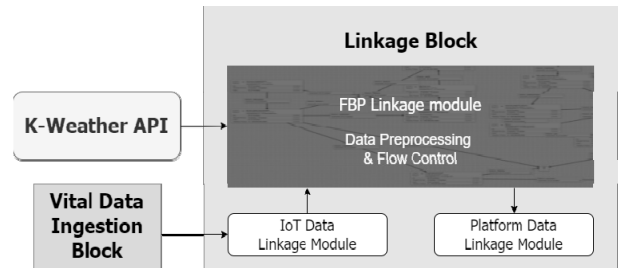 Linkage Block
FBP Linkage module
K-Weather API
Data Preprocessing
& Flow Control
Vital Data
Ingestion
Block
IoT Data
Linkage Module
Platform Data
Linkage Module